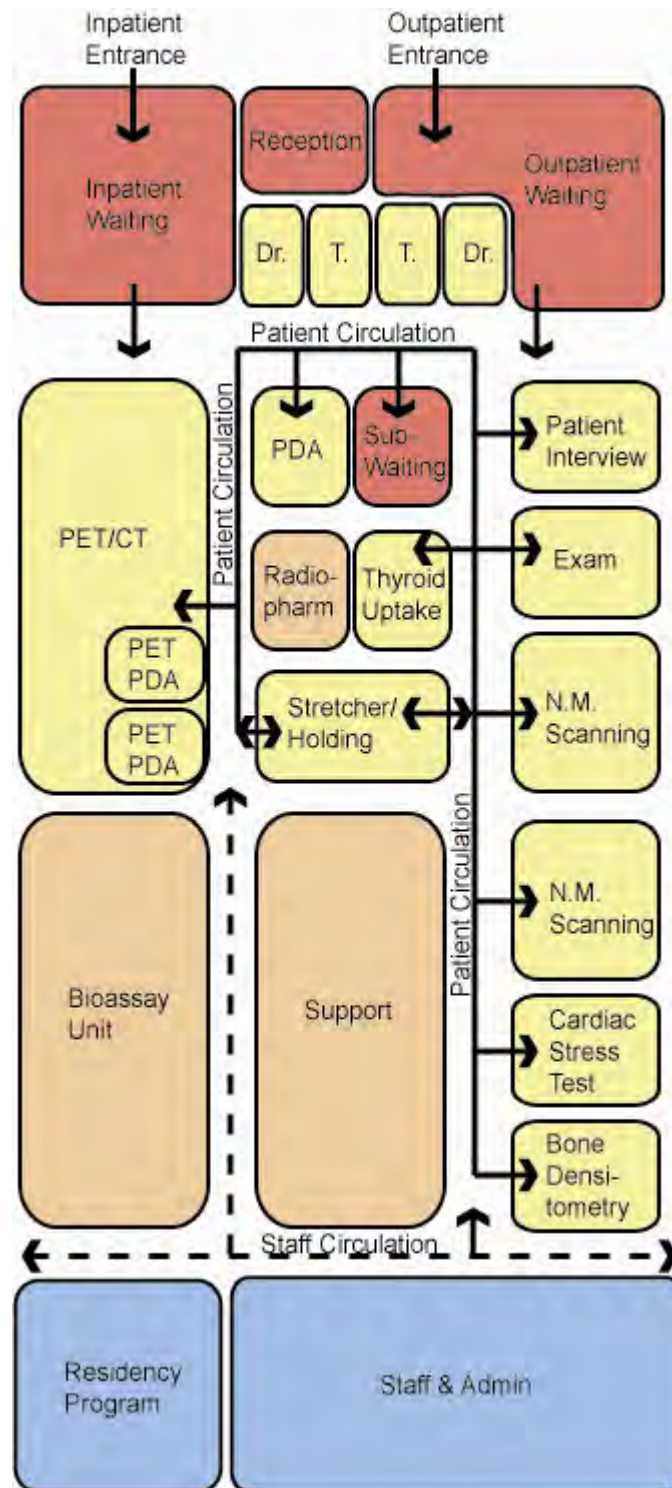 Inpatient
Entrance
Outpatient
Entrance
Reception
Inpatient
Waiting
Outpatient
Waiting
Dr.
T.
T.
Dr.
Patient Circulation
Patient Circulation
PDA
Sub-
Waiting
Patient
Interview
PET/CT
Radio-
pharm
Thyroid
Uptake
Exam
PET
PDA
PET
PDA
Stretcher/
Holding
N.M.
Scanning
Patient Circulation
N.M.
Scanning
Bioassay
Unit
Support
Cardiac
Stress
Test
Bone
Densi-
tometry
Staff Circulation
Residency
Program
Staff & Admin